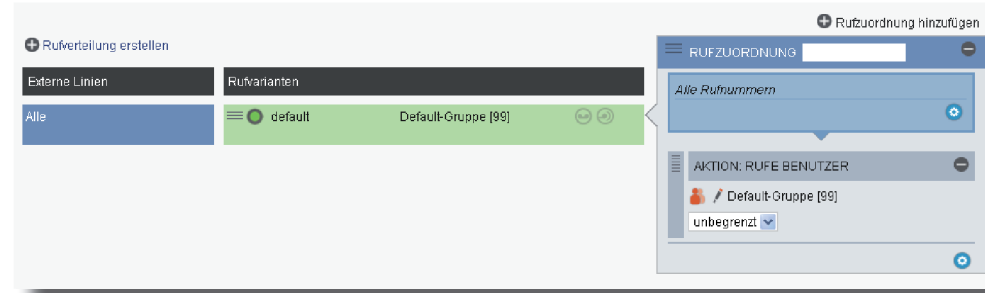 Rufzuordnung hinzufügen
Rufverteilung erstellen
RUFZUORDNUNG
Externe Linien
Rufvarianten
Alle Rufnummern
Alle
default
Default-Gruppe [99]
AKTION: RUFE BENUTZER
Default-Gruppe [99]
unbegrenzt